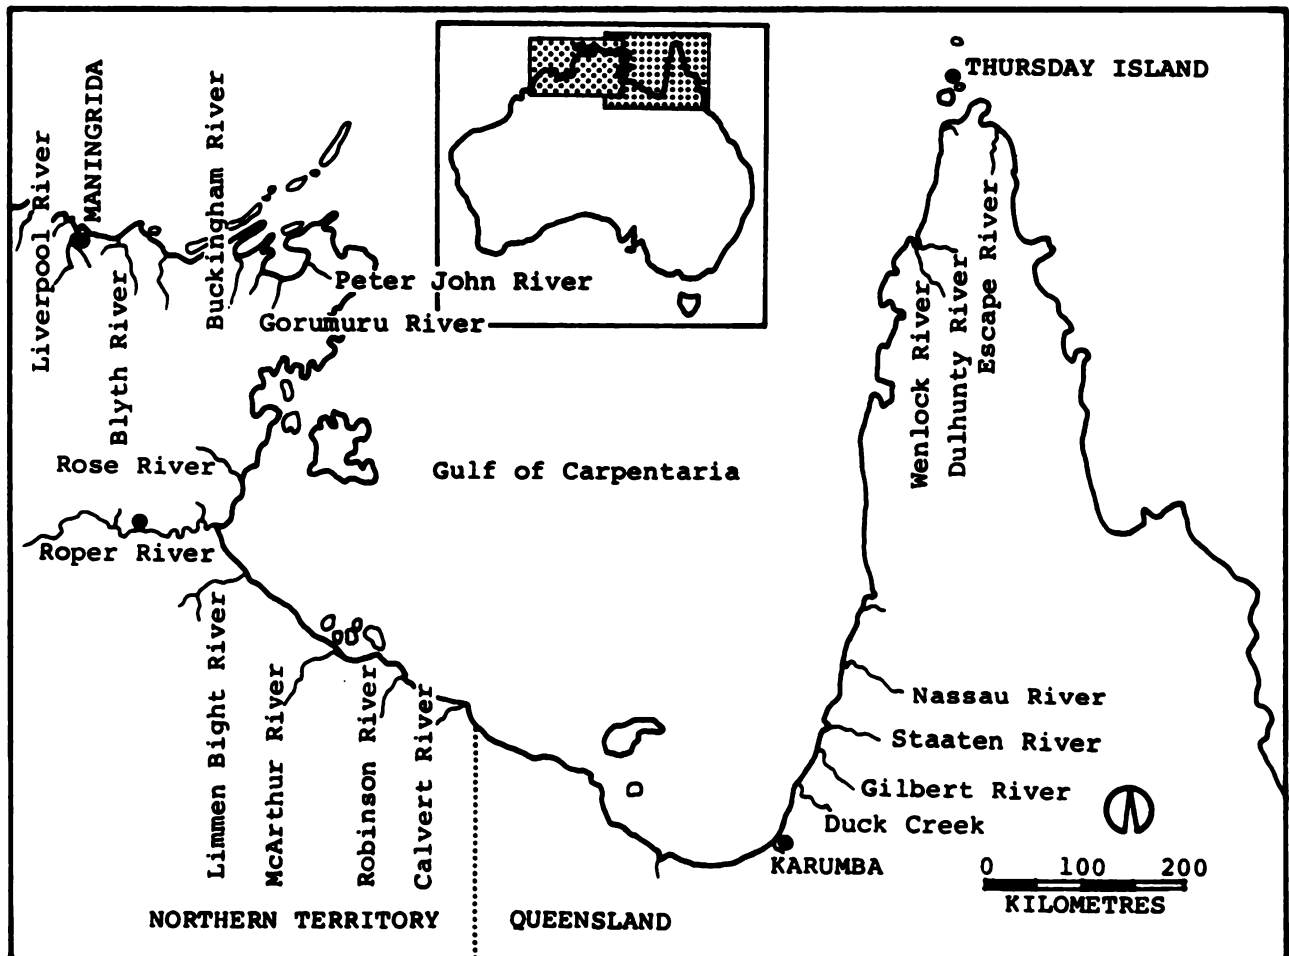 THURSDAY ISLAND
MANINGRIDA
Liverpool River
Buckingham River
Blyth River
Peter John River
Gorumuru River
Escape River
Dulhunty River
Wenlock River
Rose River
Gulf of Carpentaria
Roper River
Limmen Bight River
McArthur River
Robinson River
Calvert River
Nassau River
Staaten River
Gilbert River
Duck Creek
KARUMBA
0 100 200
KILOMETRES
NORTHERN TERRITORY
QUEENSLAND